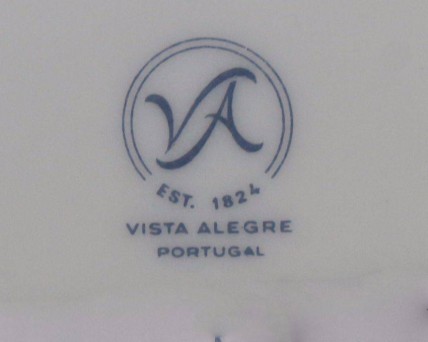 VA
EST. 1824
VISTA ALEGRE
PORTUGAL